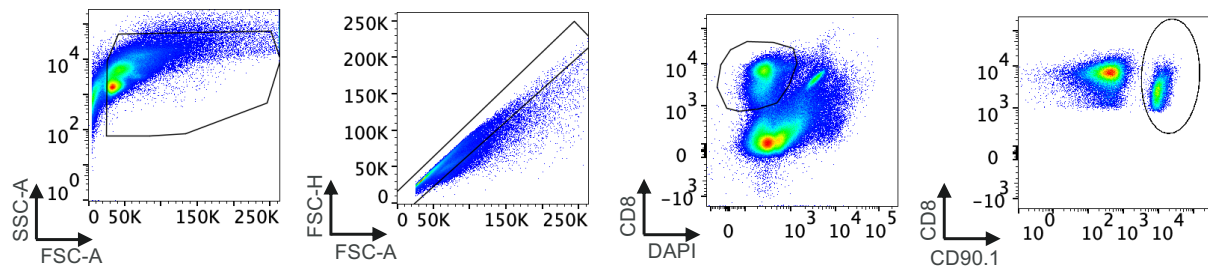 10^4
10^2
10^0
0 50K 150K 250K
SSC-A
FSC-A
250K
200K
150K
100K
50K
0
0 50K 150K 250K
FSC-H
FSC-A
10^4
10^3
0
-10^3
0 10^3 10^4 10^5
CD8
DAPI
10^4
10^3
0
-10^3
10^0 10^2 10^3 10^4
CD8
CD90.1